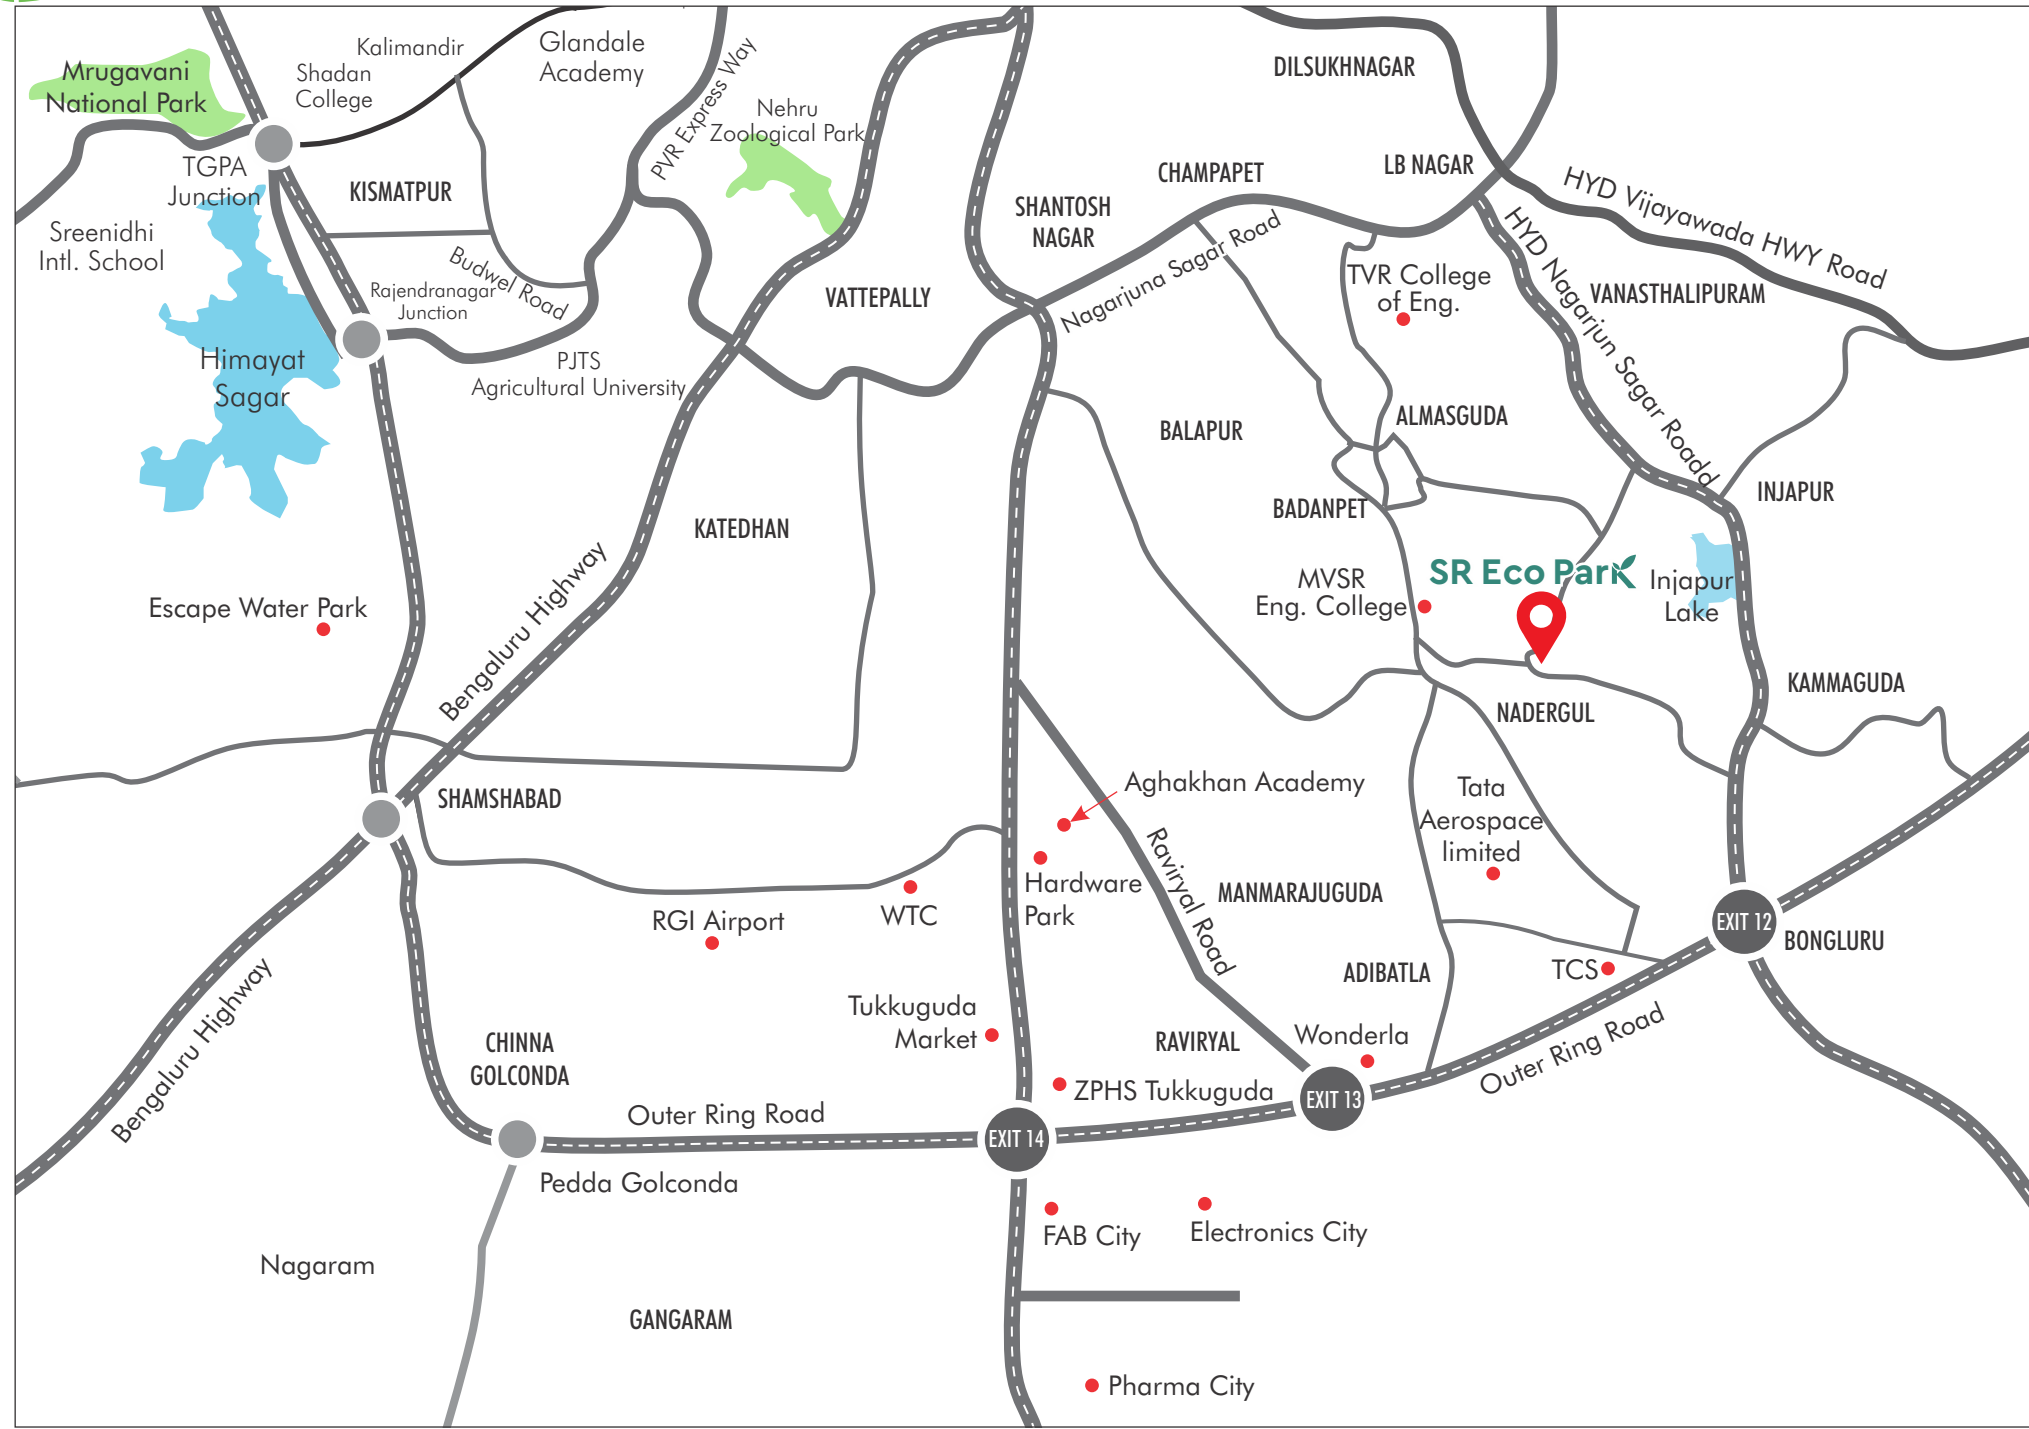 Kalimandir
Glandale
Academy
Mrugavani
National Park
Shadan
College
PVR Express Way
Nehru
Zoological Park
DILSUKHNAGAR
TGPA
Junction
KISMATPUR
CHAMPAPET
LB NAGAR
HYD Vijayawada HWY Road
SHANTOSH
NAGAR
Sreenidhi
Intl. School
Budwel Road
Rajendranagar
Junction
VATTEPALLY
Nagarjuna Sagar Road
TVR College
of Eng.
HYD Nagarjun Sagar Roadd
VANASTHALIPURAM
Himayat
Sagar
PJTS
Agricultural University
BALAPUR
ALMASGUDA
INJAPUR
BADANPET
KATEDHAN
SR Eco Park
MVSR
Eng. College
Injapur
Lake
Escape Water Park
Bengaluru Highway
KAMMAGUDA
NADERGUL
SHAMSHABAD
Aghakhan Academy
Tata
Aerospace
limited
Raviryal Road
Hardware
Park
MANMARAJUGUDA
RGI Airport
WTC
EXIT 12
BONGLURU
ADIBATLA
TCS
Bengaluru Highway
Tukkuguda
Market
CHINNA
GOLCONDA
RAVIRYAL
Wonderla
Outer Ring Road
ZPHS Tukkuguda
EXIT 13
Outer Ring Road
EXIT 14
Pedda Golconda
FAB City
Electronics City
Nagaram
GANGARAM
Pharma City